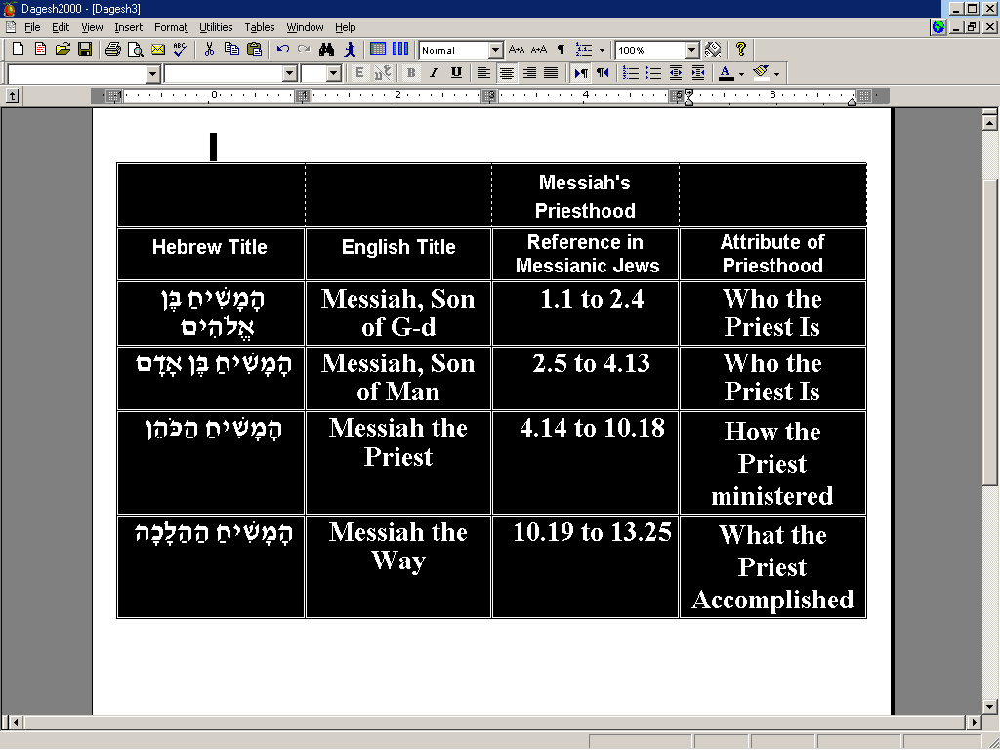 Dagesh2000 - [Dagesh3]
File Edit View Insert Format Utilities Tables Window Help
Normal 100%
E B I U
0 2 4 6
Messiah's
Priesthood
Hebrew Title
English Title
Reference in
Messianic Jews
Attribute of
Priesthood
הָמָשִׁיחַ בֶּן
אֱלֹהִים
Messiah, Son
of G-d
1.1 to 2.4
Who the
Priest Is
הָמָשִׁיחַ בֶּן אָדָם
Messiah, Son
of Man
2.5 to 4.13
Who the
Priest Is
הָמָשִׁיחַ הַכֹּהֵן
Messiah the
Priest
4.14 to 10.18
How the
Priest
ministered
הָמָשִׁיחַ הַהַלָכָה
Messiah the
Way
10.19 to 13.25
What the
Priest
Accomplished